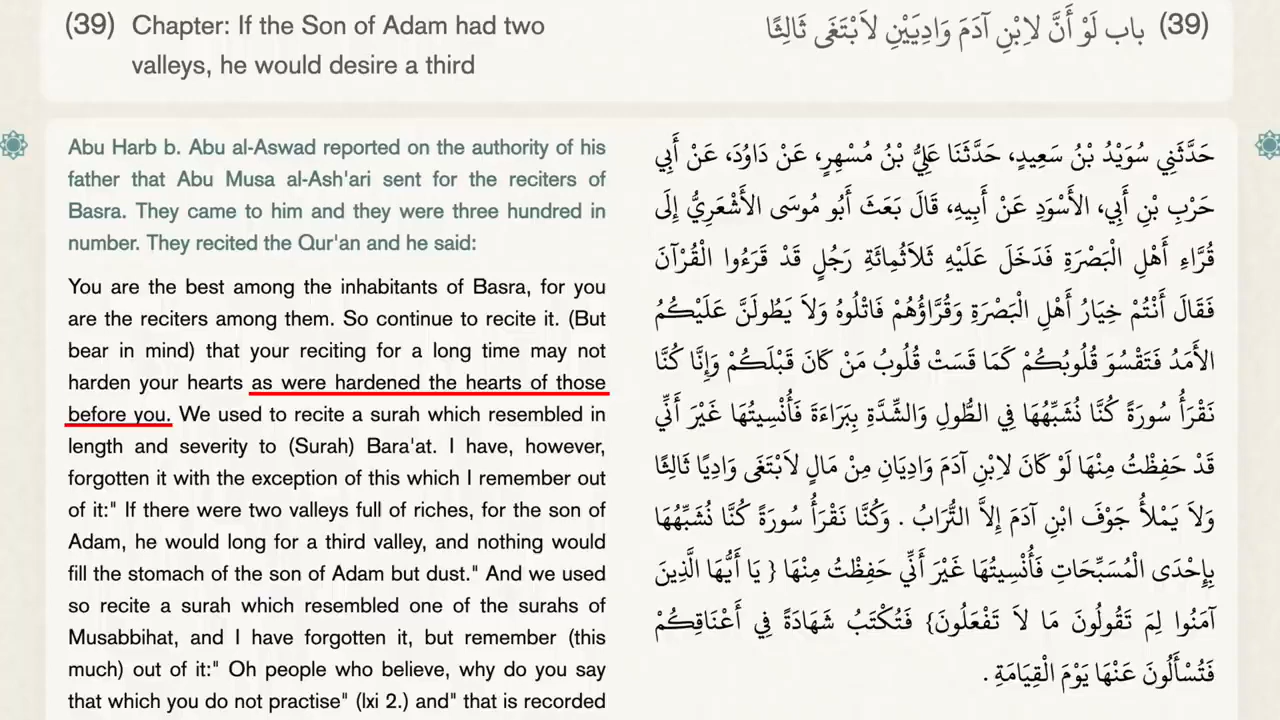 (39) Chapter: If the Son of Adam had two
valleys, he would desire a third
(39) باب لَوْ أَنَّ لاِبْنِ آدَمَ وَادِيَيْنِ لاَبْتَغَى ثَالِثًا
Abu Harb b. Abu al-Aswad reported on the authority of his
father that Abu Musa al-Ash'ari sent for the reciters of
Basra. They came to him and they were three hundred in
number. They recited the Qur'an and he said:
You are the best among the inhabitants of Basra, for you
are the reciters among them. So continue to recite it. (But
bear in mind) that your reciting for a long time may not
harden your hearts as were hardened the hearts of those
before you. We used to recite a surah which resembled in
length and severity to (Surah) Bara'at. I have, however,
forgotten it with the exception of this which I remember out
of it:" If there were two valleys full of riches, for the son of
Adam, he would long for a third valley, and nothing would
fill the stomach of the son of Adam but dust." And we used
so recite a surah which resembled one of the surahs of
Musabbihat, and I have forgotten it, but remember (this
much) out of it:" Oh people who believe, why do you say
that which you do not practise" (lxi 2.) and" that is recorded
حَدَّثَنِي سُوَيْدُ بْنُ سَعِيدٍ، حَدَّثَنَا عَلِيُّ بْنُ مُسْهِرٍ، عَنْ دَاوُدَ، عَنْ أَبِي
حَرْبِ بْنِ أَبِي، الأَسْوَدِ عَنْ أَبِيهِ، قَالَ بَعَثَ أَبُو مُوسَى الأَشْعَرِيُّ إِلَى
قُرَّاءِ أَهْلِ الْبَصْرَةِ فَدَخَلَ عَلَيْهِ ثَلاَثُمِائَةِ رَجُلٍ قَدْ قَرَءُوا الْقُرْآنَ
فَقَالَ أَنْتُمْ خِيَارُ أَهْلِ الْبَصْرَةِ وَقُرَّاؤُهُمْ فَاتْلُوهُ وَلاَ يَطُولَنَّ عَلَيْكُمُ
الأَمَدُ فَتَقْسُوَ قُلُوبُكُمْ كَمَا قَسَتْ قُلُوبُ مَنْ كَانَ قَبْلَكُمْ وَإِنَّا كُنَّا
نَقْرَأُ سُورَةً كُنَّا نُشَبِّهُهَا فِي الطُّولِ وَالشِّدَّةِ بِبَرَاءَةَ فَأُنْسِيتُهَا غَيْرَ أَنِّي
قَدْ حَفِظْتُ مِنْهَا لَوْ كَانَ لاِبْنِ آدَمَ وَادِيَانِ مِنْ مَالٍ لاَبْتَغَى وَادِيًا ثَالِثًا
وَلاَ يَمْلأُ جَوْفَ ابْنِ آدَمَ إِلاَّ التُّرَابُ . وَكُنَّا نَقْرَأُ سُورَةً كُنَّا نُشَبِّهُهَا
بِإِحْدَى الْمُسَبِّحَاتِ فَأُنْسِيتُهَا غَيْرَ أَنِّي حَفِظْتُ مِنْهَا { يَا أَيُّهَا الَّذِينَ
آمَنُوا لِمَ تَقُولُونَ مَا لاَ تَفْعَلُونَ} فَتُكْتَبُ شَهَادَةً فِي أَعْنَاقِكُمْ
فَتُسْأَلُونَ عَنْهَا يَوْمَ الْقِيَامَةِ .